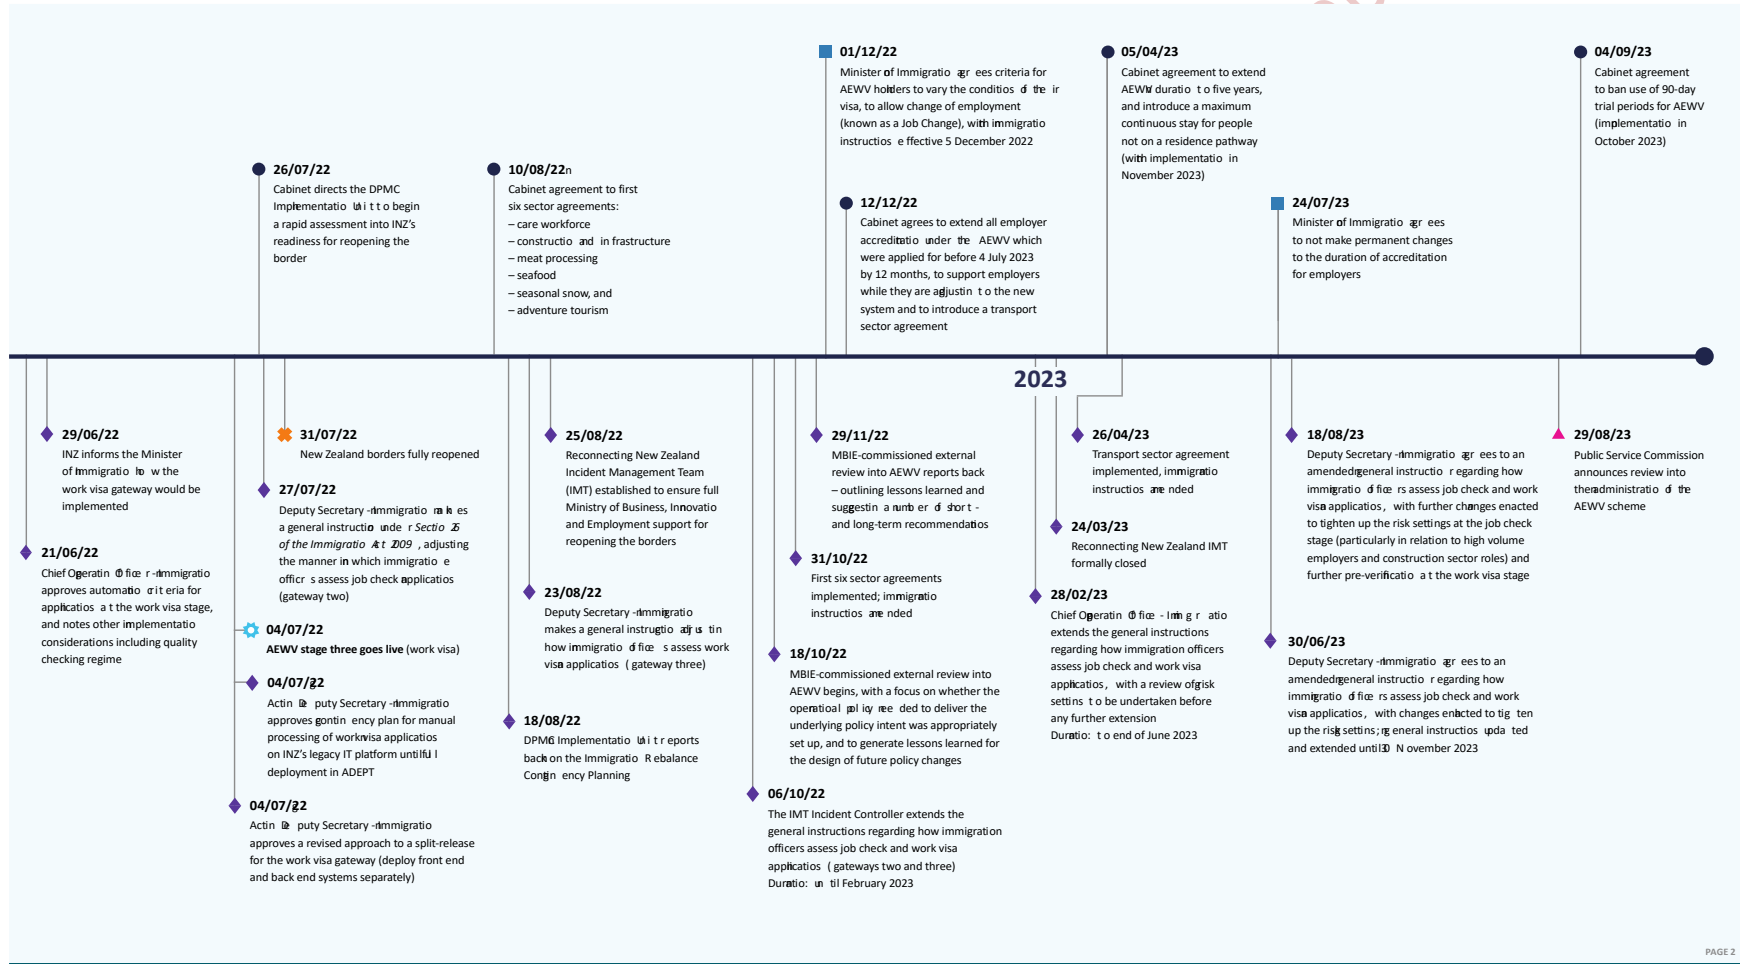 01/12/22
Minister of Immigration agrees criteria for
AEWV holders to vary the conditions of their
visa, to allow change of employment
(known as a Job Change), with immigration
instructions effective 5 December 2022
05/04/23
Cabinet agreement to extend
AEWV duration to five years,
and introduce a maximum
continuous stay for people
not on a residence pathway
(with implementation in
November 2023)
04/09/23
Cabinet agreement
to ban use of 90-day
trial periods for AEWV
(implementation in
October 2023)
26/07/22
Cabinet directs the DPMC
Implementation Unit to begin
a rapid assessment into INZ's
readiness for reopening the
border
10/08/22n
Cabinet agreement to first
six sector agreements:
– care workforce
– construction and infrastructure
– meat processing
– seafood
– seasonal snow, and
– adventure tourism
12/12/22
Cabinet agrees to extend all employer
accreditation under the AEWV which
were applied for before 4 July 2023
by 12 months, to support employers
while they are adjusting to the new
system and to introduce a transport
sector agreement
24/07/23
Minister of Immigration agrees
to not make permanent changes
to the duration of accreditation
for employers
2023
29/06/22
INZ informs the Minister
of Immigration how the
work visa gateway would be
implemented
21/06/22
Chief Operating Officer - Immigration
approves automation criteria for
applications at the work visa stage,
and notes other implementation
considerations including quality
checking regime
31/07/22
New Zealand borders fully reopened
27/07/22
Deputy Secretary - Immigration makes
a general instruction under Section 26
of the Immigration Act 2009, adjusting
the manner in which immigration
officers assess job check applications
(gateway two)
04/07/22
AEWV stage three goes live (work visa)
04/07/22
Acting Deputy Secretary - Immigration
approves contingency plan for manual
processing of work visa applications
on INZ's legacy IT platform until full
deployment in ADEPT
04/07/22
Acting Deputy Secretary - Immigration
approves a revised approach to a split-release
for the work visa gateway (deploy front end
and back end systems separately)
25/08/22
Reconnecting New Zealand
Incident Management Team
(IMT) established to ensure full
Ministry of Business, Innovation
and Employment support for
reopening the borders
23/08/22
Deputy Secretary - Immigration
makes a general instruction adjusting
how immigration officers assess work
visa applications (gateway three)
18/08/22
DPMC Implementation Unit reports
back on the Immigration Rebalance
Contingency Planning
29/11/22
MBIE-commissioned external
review into AEWV reports back
– outlining lessons learned and
suggesting a number of short-
and long-term recommendations
31/10/22
First six sector agreements
implemented; immigration
instructions amended
18/10/22
MBIE-commissioned external review into
AEWV begins, with a focus on whether the
operational policy needed to deliver the
underlying policy intent was appropriately
set up, and to generate lessons learned for
the design of future policy changes
06/10/22
The IMT Incident Controller extends the
general instructions regarding how immigration
officers assess job check and work visa
applications (gateways two and three)
Duration: until February 2023
26/04/23
Transport sector agreement
implemented, immigration
instructions amended
24/03/23
Reconnecting New Zealand IMT
formally closed
28/02/23
Chief Operating Office - Immigration
extends the general instructions
regarding how immigration officers
assess job check and work visa
applications, with a review of risk
settings to be undertaken before
any further extension
Duration: to end of June 2023
18/08/23
Deputy Secretary - Immigration agrees to an
amended general instruction regarding how
immigration officers assess job check and work
visa applications, with further changes enacted
to tighten up the risk settings at the job check
stage (particularly in relation to high volume
employers and construction sector roles) and
further pre-verification at the work visa stage
30/06/23
Deputy Secretary - Immigration agrees to an
amended general instruction regarding how
immigration officers assess job check and work
visa applications, with changes enacted to tighten
up the risk settings; general instructions updated
and extended until 30 November 2023
29/08/23
Public Service Commission
announces review into
the administration of the
AEWV scheme
PAGE 2